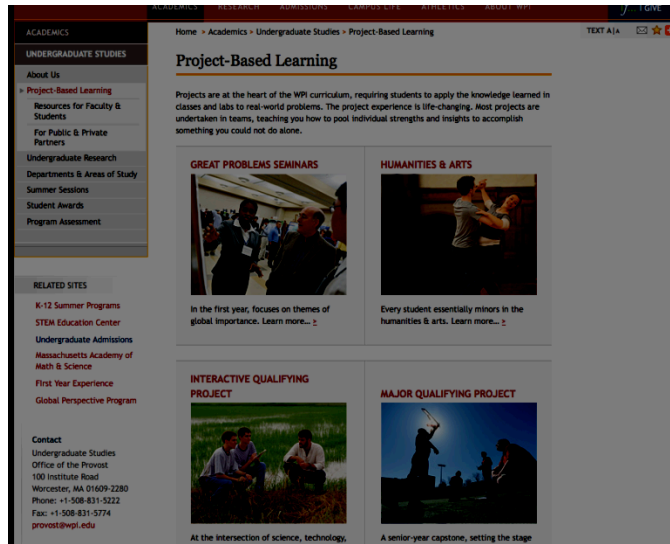 ACADEMICS RESEARCH ADMISSIONS CAMPUS LIFE ATHLETICS ABOUT WPI I GIVE
Home > Academics > Undergraduate Studies > Project-Based Learning
TEXT A|A
ACADEMICS
UNDERGRADUATE STUDIES
About Us
Project-Based Learning
Resources for Faculty &
Students
For Public & Private
Partners
Undergraduate Research
Departments & Areas of Study
Summer Sessions
Student Awards
Program Assessment
RELATED SITES
K-12 Summer Programs
STEM Education Center
Undergraduate Admissions
Massachusetts Academy of
Math & Science
First Year Experience
Global Perspective Program
Contact
Undergraduate Studies
Office of the Provost
100 Institute Road
Worcester, MA 01609-2280
Phone: +1-508-831-5222
Fax: +1-508-831-5774
provost@wpi.edu
Project-Based Learning
Projects are at the heart of the WPI curriculum, requiring students to apply the knowledge learned in
classes and labs to real-world problems. The project experience is life-changing. Most projects are
undertaken in teams, teaching you how to pool individual strengths and insights to accomplish
something you could not do alone.
GREAT PROBLEMS SEMINARS
In the first year, focuses on themes of
global importance. Learn more... >
HUMANITIES & ARTS
Every student essentially minors in the
humanities & arts. Learn more... >
INTERACTIVE QUALIFYING
PROJECT
At the intersection of science, technology,
MAJOR QUALIFYING PROJECT
A senior-year capstone, setting the stage